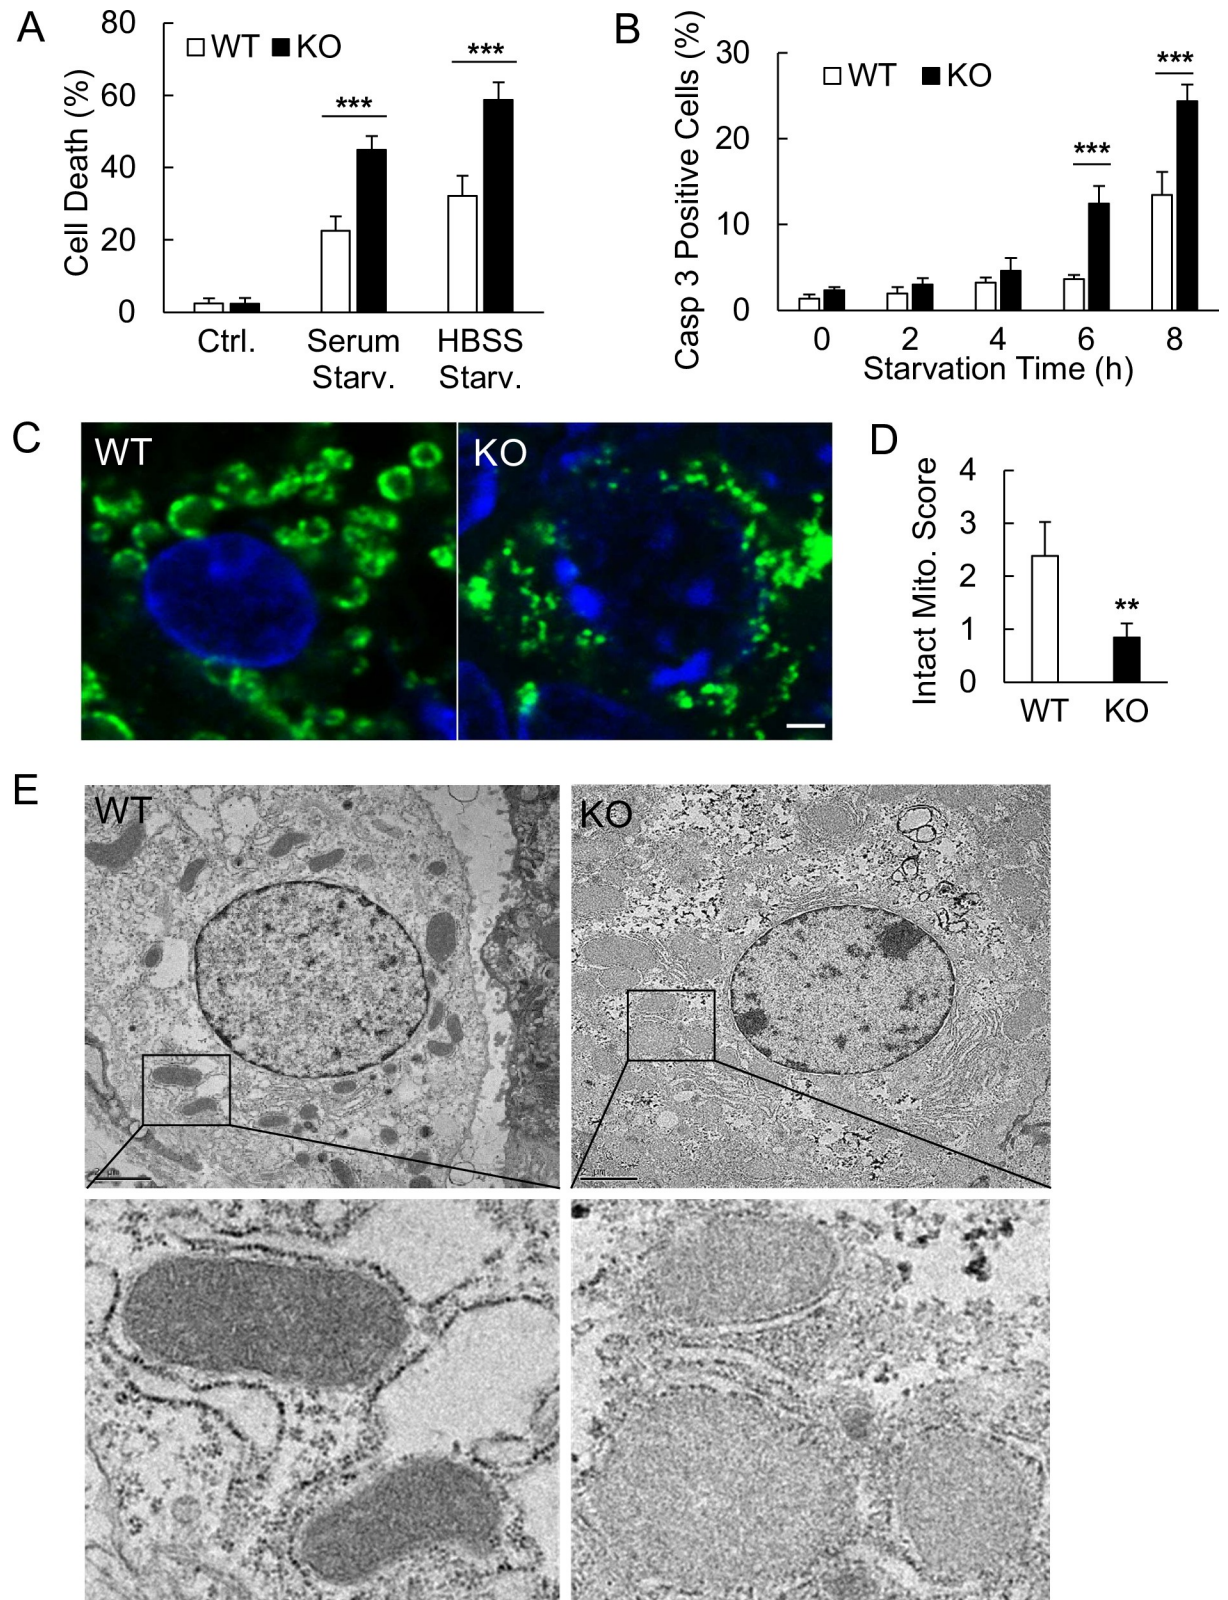 A
Cell Death (%)
80
60
40
20
0
WT KO
***
***
Ctrl.
Serum
Starv.
HBSS
Starv.
B
Casp 3 Positive Cells (%)
30
20
10
0
WT KO
***
***
0 2 4 6 8
Starvation Time (h)
C
WT
KO
D
Intact Mito. Score
4
3
2
1
0
**
WT KO
E
WT
KO